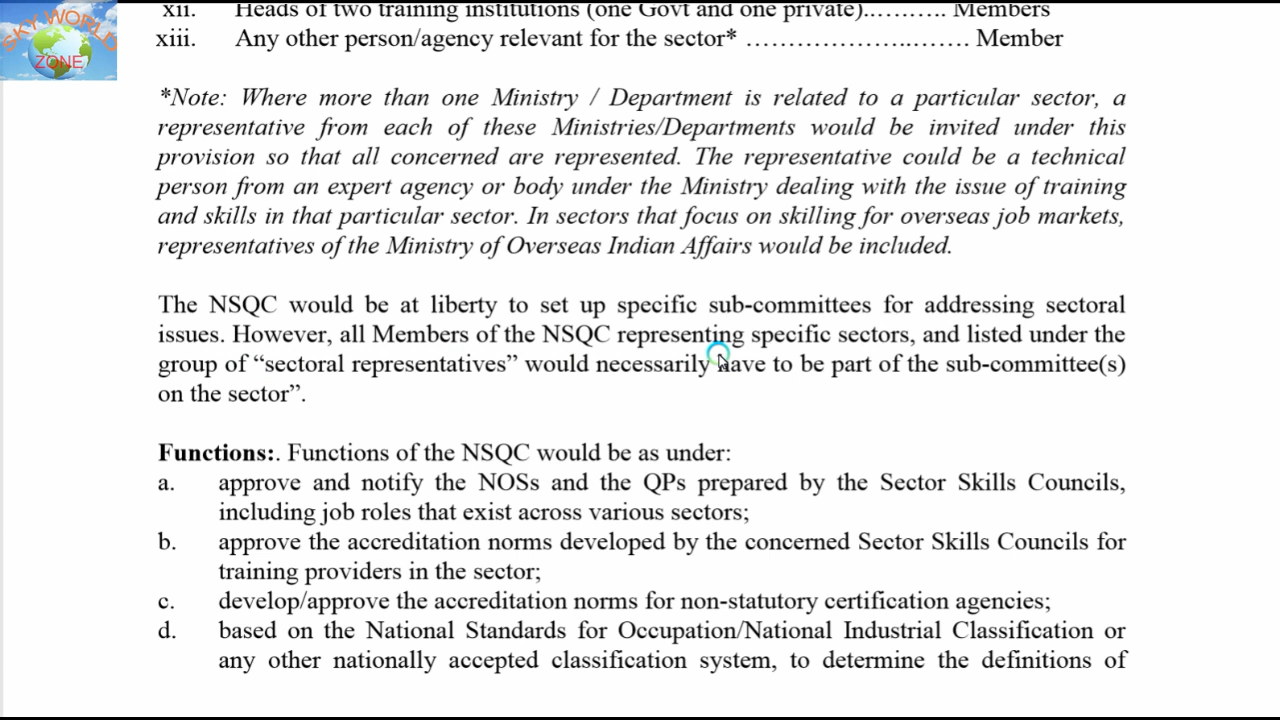 SKY WORLD
ZONE
xii. Heads of two training institutions (one Govt and one private)..………. Members
xiii. Any other person/agency relevant for the sector* …………………..……. Member
*Note: Where more than one Ministry / Department is related to a particular sector, a
representative from each of these Ministries/Departments would be invited under this
provision so that all concerned are represented. The representative could be a technical
person from an expert agency or body under the Ministry dealing with the issue of training
and skills in that particular sector. In sectors that focus on skilling for overseas job markets,
representatives of the Ministry of Overseas Indian Affairs would be included.
The NSQC would be at liberty to set up specific sub-committees for addressing sectoral
issues. However, all Members of the NSQC representing specific sectors, and listed under the
group of “sectoral representatives” would necessarily have to be part of the sub-committee(s)
on the sector”.
Functions:. Functions of the NSQC would be as under:
a. approve and notify the NOSs and the QPs prepared by the Sector Skills Councils,
including job roles that exist across various sectors;
b. approve the accreditation norms developed by the concerned Sector Skills Councils for
training providers in the sector;
c. develop/approve the accreditation norms for non-statutory certification agencies;
d. based on the National Standards for Occupation/National Industrial Classification or
any other nationally accepted classification system, to determine the definitions of